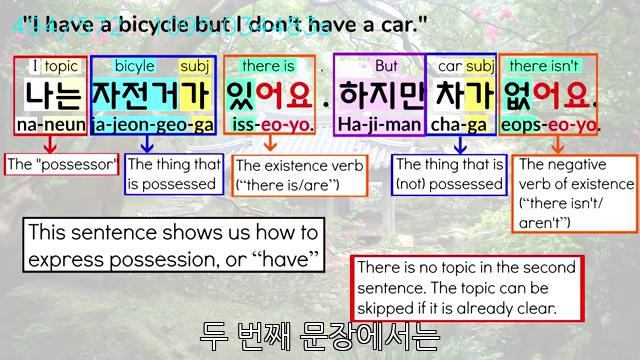 "I have a bicycle but I don't have a car."
I topic bicyle subj there is . But car subj there isn't
나는 자전거가 있어요. 하지만 차가 없어요.
na-neun ja-jeon-geo-ga iss-eo-yo. Ha-ji-man cha-ga eops-eo-yo.
The "possessor"
The thing that
is possessed
The existence verb
("there is/are")
The thing that is
(not) possessed
The negative
verb of existence
("there isn't/
aren't")
This sentence shows us how to
express possession, or "have"
There is no topic in the second
sentence. The topic can be
skipped if it is already clear.
두 번째 문장에서는